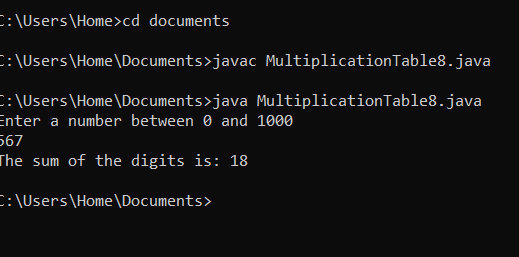 C:\Users\Home>cd documents
C:\Users\Home\Documents>javac MultiplicationTable8.java
C:\Users\Home\Documents>java MultiplicationTable8.java
Enter a number between 0 and 1000
567
The sum of the digits is: 18
C:\Users\Home\Documents>